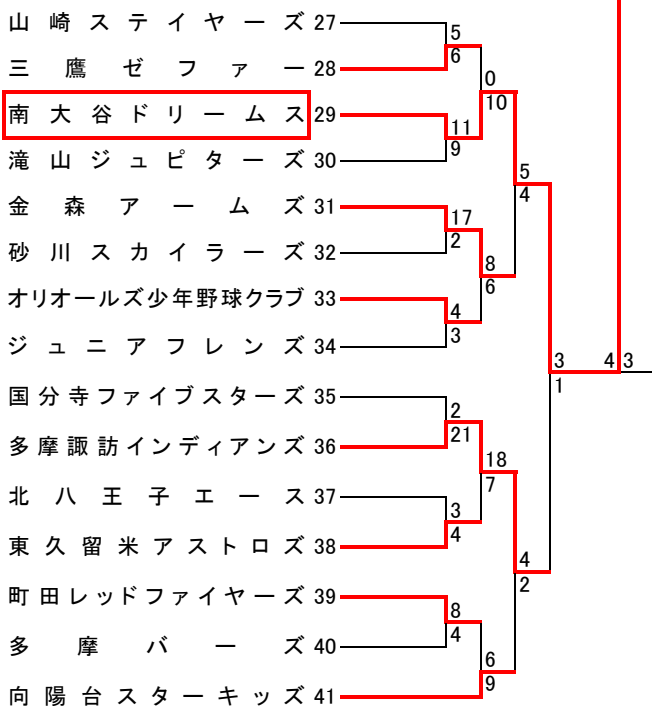 山崎ステイヤーズ 27
三鷹ゼファー 28
南大谷ドリームス 29
滝山ジュピターズ 30
金森アームズ 31
砂川スカイラーズ 32
オリオールズ少年野球クラブ 33
ジュニアフレンズ 34
国分寺ファイブスターズ 35
多摩諏訪インディアンズ 36
北八王子エース 37
東久留米アストロズ 38
町田レッドファイヤーズ 39
多摩バーズ 40
向陽台スターキッズ 41
5
6
11
9
17
2
4
3
2
21
3
4
8
4
0
10
8
6
18
7
6
9
5
4
4
2
3
1
4 3